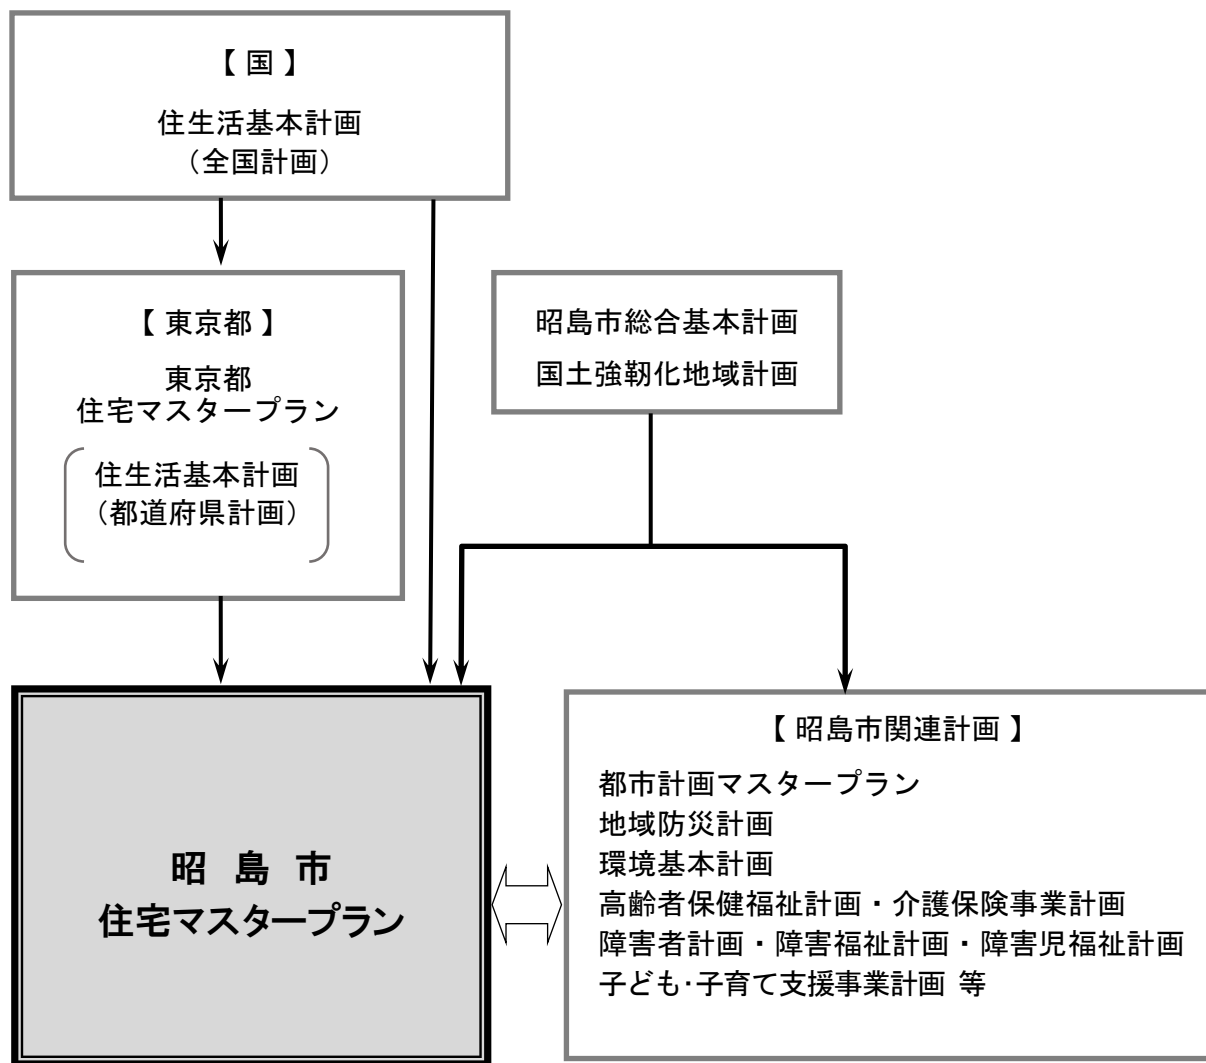 【 国 】
住生活基本計画
（全国計画）
【 東京都 】
東京都
住宅マスタープラン
住生活基本計画
（都道府県計画）
昭島市総合基本計画
国土強靭化地域計画
昭 島 市
住宅マスタープラン
【 昭島市関連計画 】
都市計画マスタープラン
地域防災計画
環境基本計画
高齢者保健福祉計画・介護保険事業計画
障害者計画・障害福祉計画・障害児福祉計画
子ども・子育て支援事業計画 等